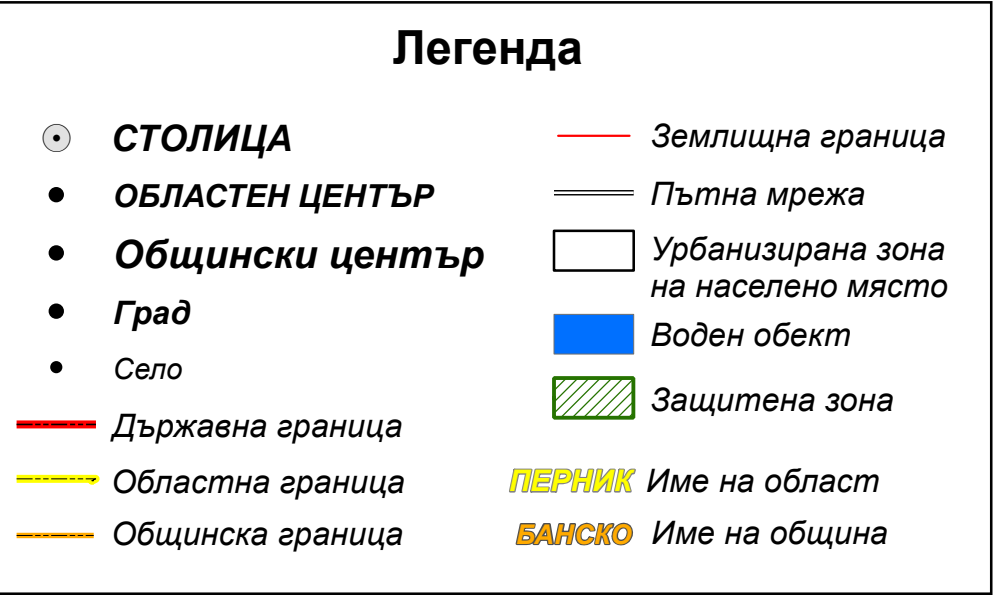 Легенда
СТОЛИЦА
ОБЛАСТЕН ЦЕНТЪР
Общински център
Град
Село
Държавна граница
Областна граница
Общинска граница
Землищна граница
Пътна мрежа
Урбанизирана зона
на населено място
Воден обект
Защитена зона
ПЕРНИК Име на област
БАНСКО Име на община